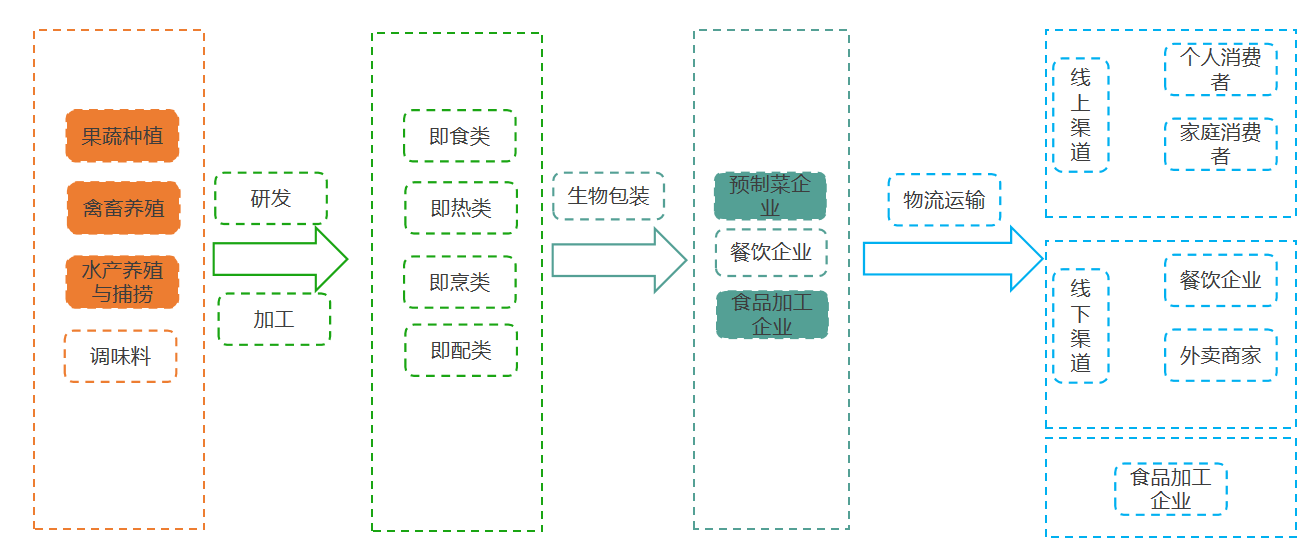 果蔬种植
禽畜养殖
水产养殖
与捕捞
调味料
研发
加工
即食类
即热类
即烹类
即配类
生物包装
预制菜企
业
餐饮企业
食品加工
企业
物流运输
线
上
渠
道
个人消费
者
家庭消费
者
线
下
渠
道
餐饮企业
外卖商家
食品加工
企业